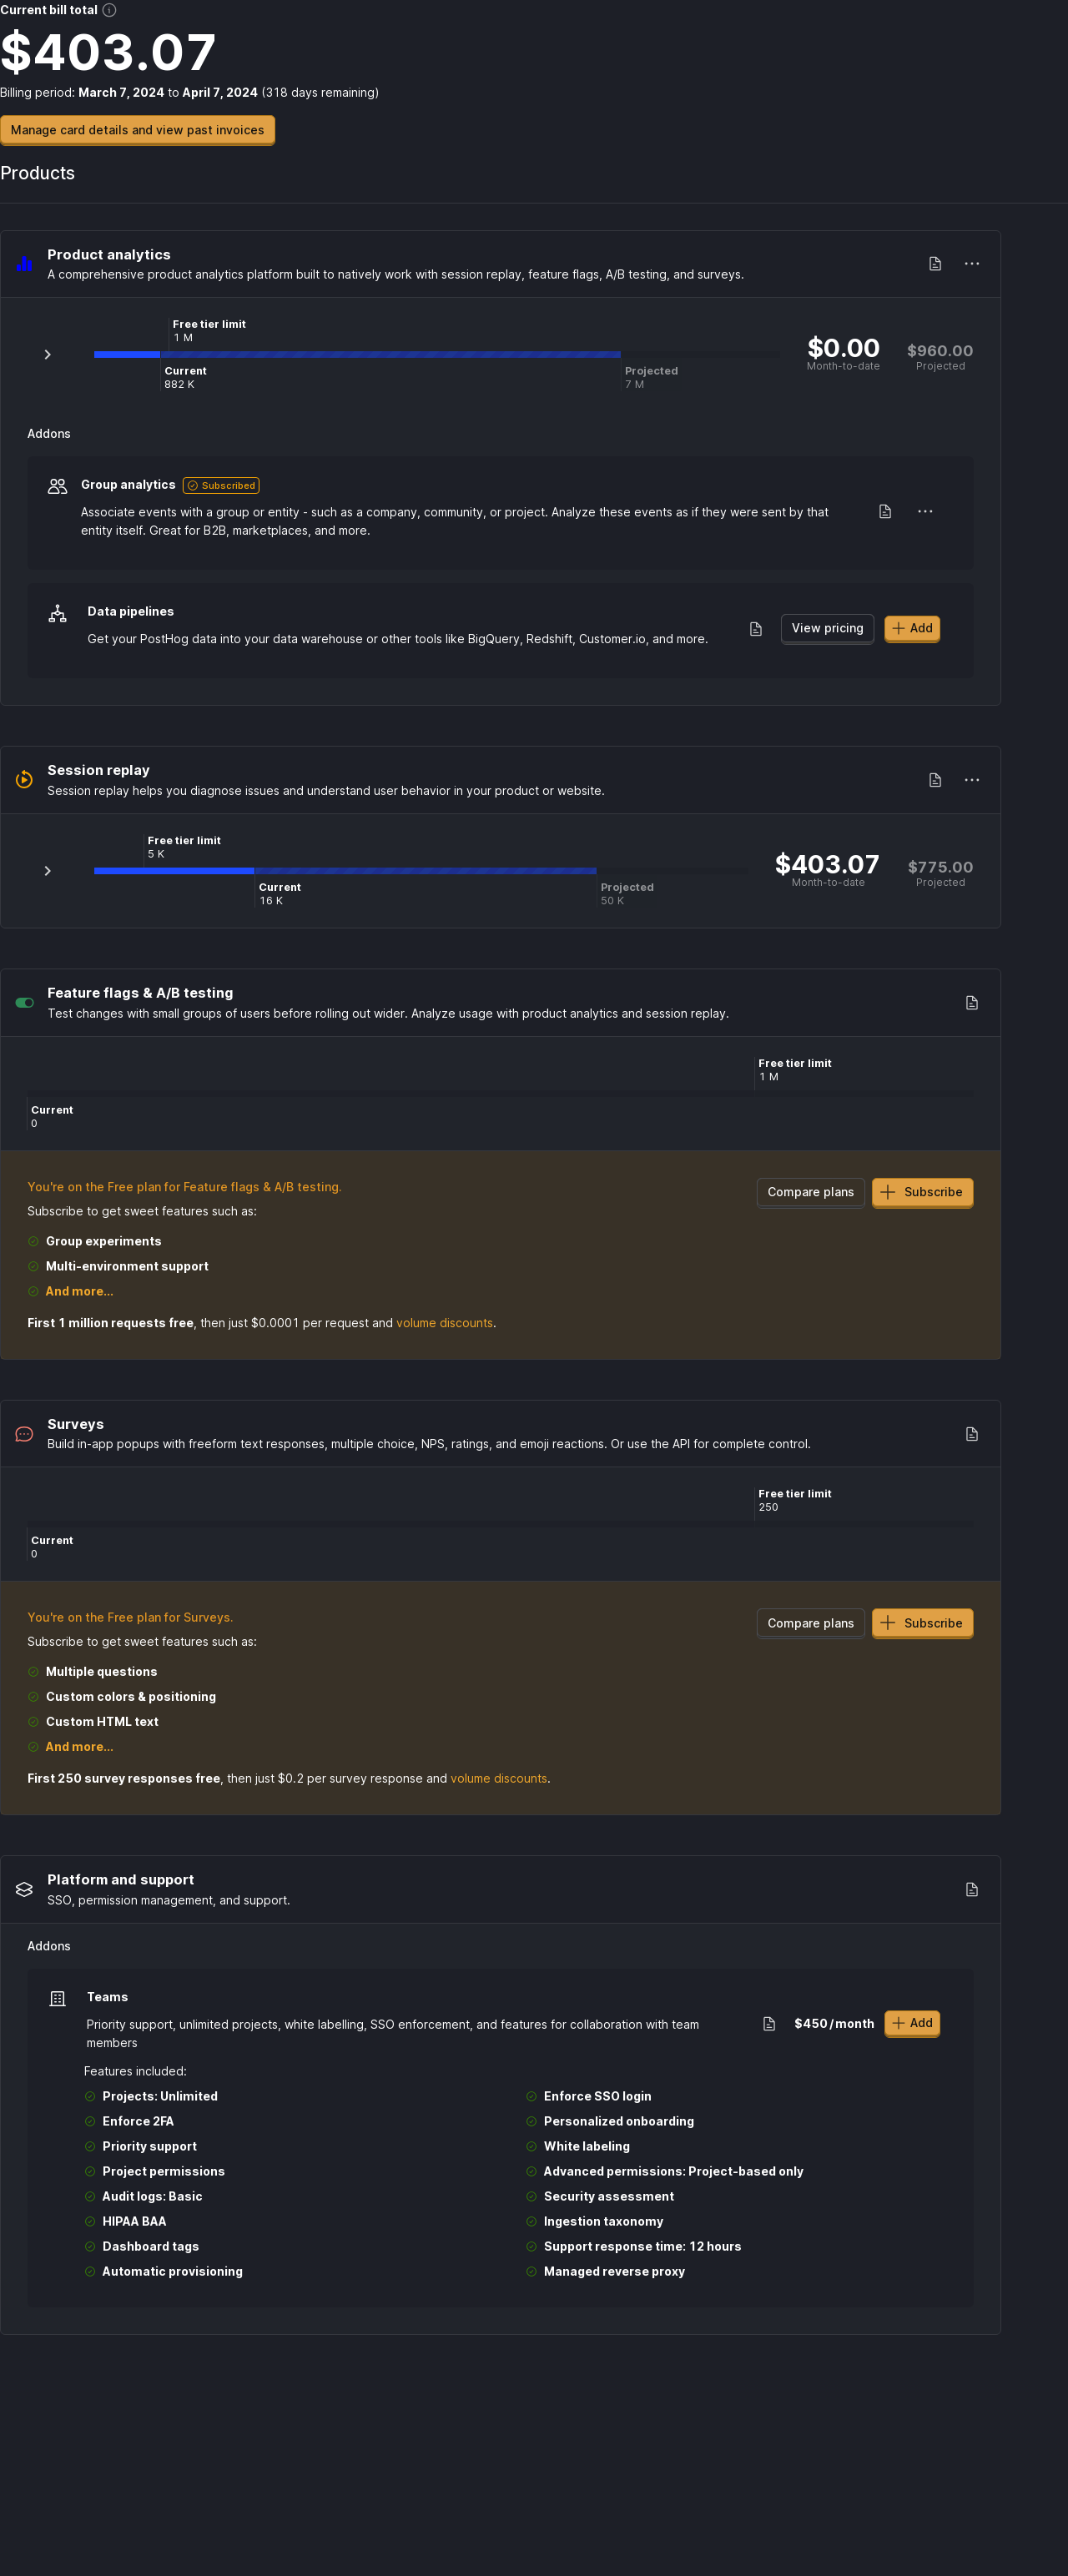 Current bill total
$403.07
Billing period: March 7, 2024 to April 7, 2024 (318 days remaining)
Manage card details and view past invoices
Products
Product analytics
A comprehensive product analytics platform built to natively work with session replay, feature flags, A/B testing, and surveys.
Free tier limit
1 M
Current
882 K
Projected
7 M
$0.00
Month-to-date
$960.00
Projected
Addons
Group analytics Subscribed
Associate events with a group or entity - such as a company, community, or project. Analyze these events as if they were sent by that
entity itself. Great for B2B, marketplaces, and more.
Data pipelines
Get your PostHog data into your data warehouse or other tools like BigQuery, Redshift, Customer.io, and more.
View pricing
Add
Session replay
Session replay helps you diagnose issues and understand user behavior in your product or website.
Free tier limit
5 K
Current
16 K
Projected
50 K
$403.07
Month-to-date
$775.00
Projected
Feature flags & A/B testing
Test changes with small groups of users before rolling out wider. Analyze usage with product analytics and session replay.
Free tier limit
1 M
Current
0
You're on the Free plan for Feature flags & A/B testing.
Compare plans
Subscribe
Subscribe to get sweet features such as:
Group experiments
Multi-environment support
And more...
First 1 million requests free, then just $0.0001 per request and volume discounts.
Surveys
Build in-app popups with freeform text responses, multiple choice, NPS, ratings, and emoji reactions. Or use the API for complete control.
Free tier limit
250
Current
0
You're on the Free plan for Surveys.
Compare plans
Subscribe
Subscribe to get sweet features such as:
Multiple questions
Custom colors & positioning
Custom HTML text
And more...
First 250 survey responses free, then just $0.2 per survey response and volume discounts.
Platform and support
SSO, permission management, and support.
Addons
Teams
Priority support, unlimited projects, white labelling, SSO enforcement, and features for collaboration with team
members
$450/month
Add
Features included:
Projects: Unlimited
Enforce 2FA
Priority support
Project permissions
Audit logs: Basic
HIPAA BAA
Dashboard tags
Automatic provisioning
Enforce SSO login
Personalized onboarding
White labeling
Advanced permissions: Project-based only
Security assessment
Ingestion taxonomy
Support response time: 12 hours
Managed reverse proxy